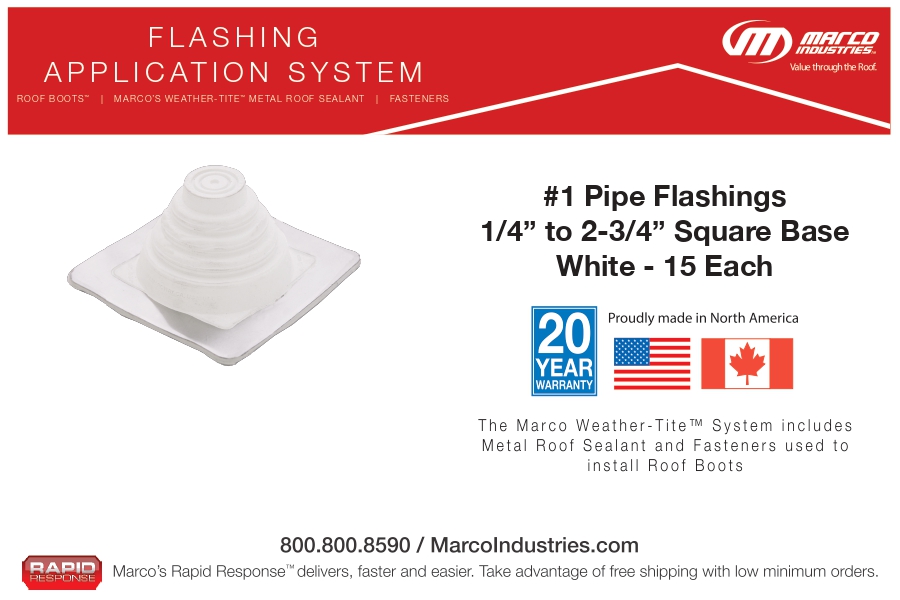 FLASHING
APPLICATION SYSTEM
ROOF BOOTS™ | MARCO'S WEATHER-TITE™ METAL ROOF SEALANT | FASTENERS
MARCO
INDUSTRIES™
Value through the Roof.
#1 Pipe Flashings
1/4” to 2-3/4” Square Base
White - 15 Each
20
YEAR
WARRANTY
Proudly made in North America
The Marco Weather-Tite™ System includes
Metal Roof Sealant and Fasteners used to
install Roof Boots
800.800.8590 / MarcoIndustries.com
RAPID
RESPONSE
Marco’s Rapid Response™ delivers, faster and easier. Take advantage of free shipping with low minimum orders.